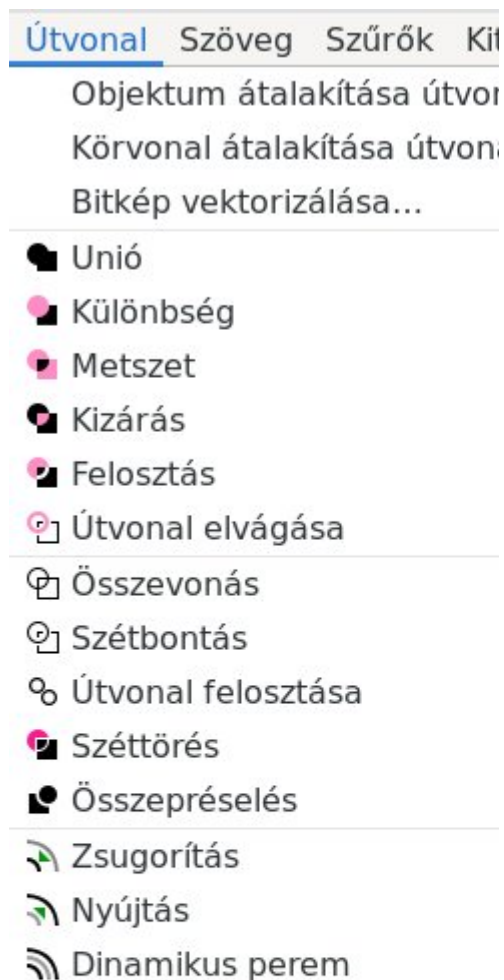 Útvonal Szöveg Szűrők
Objektum átalakítása
Körvonal átalakítása
Bitkép vektorizálása...
Unió
Különbség
Metszet
Kizárás
Felosztás
Útvonal elvágása
Összevonás
Szétbontás
Útvonal felosztása
Széttörés
Összepréselés
Zsugorítás
Nyújtás
Dinamikus perem